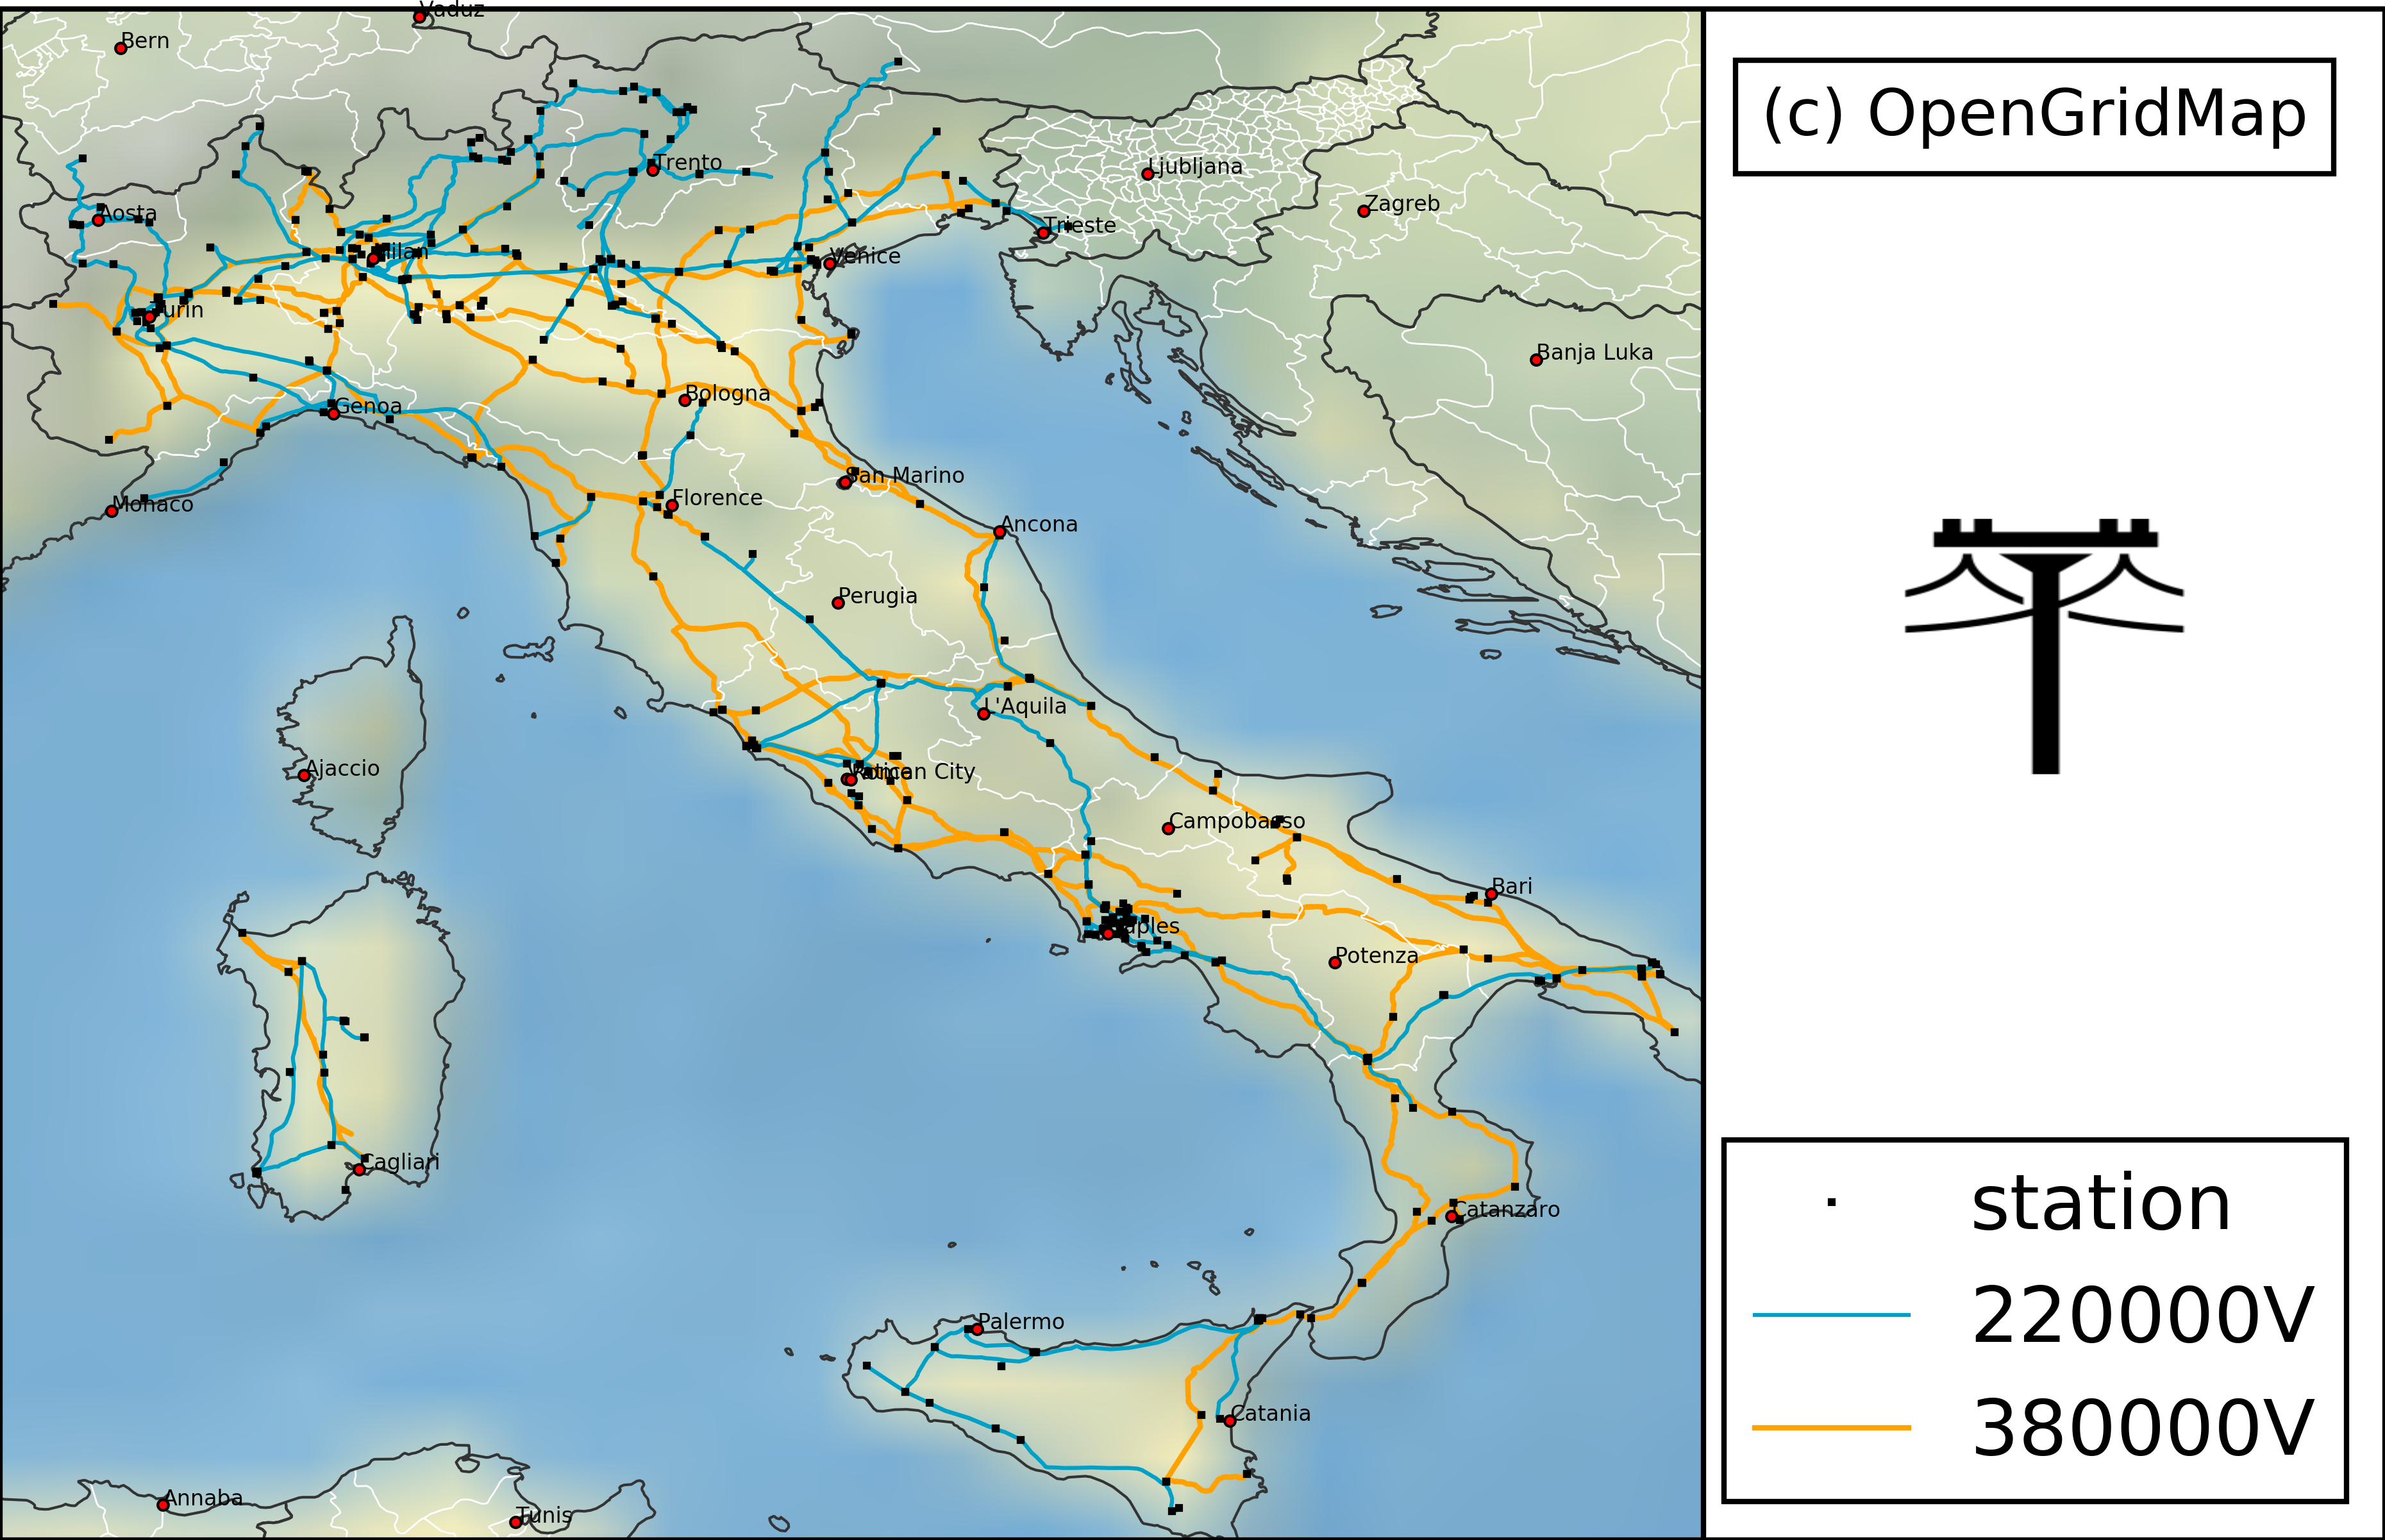 Vaduz
Bern
(c) OpenGridMap
Trento
Ljubljana
Aosta
Zagreb
Trieste
Milan
Venice
Turin
Banja Luka
Bologna
Genoa
San Marino
Florence
Monaco
Ancona
Perugia
L'Aquila
Ajaccio
Vatican City
Rome
Campobasso
Bari
Naples
Potenza
Cagliari
station
Catanzaro
220000V
Palermo
Catania
380000V
Annaba
Tunis